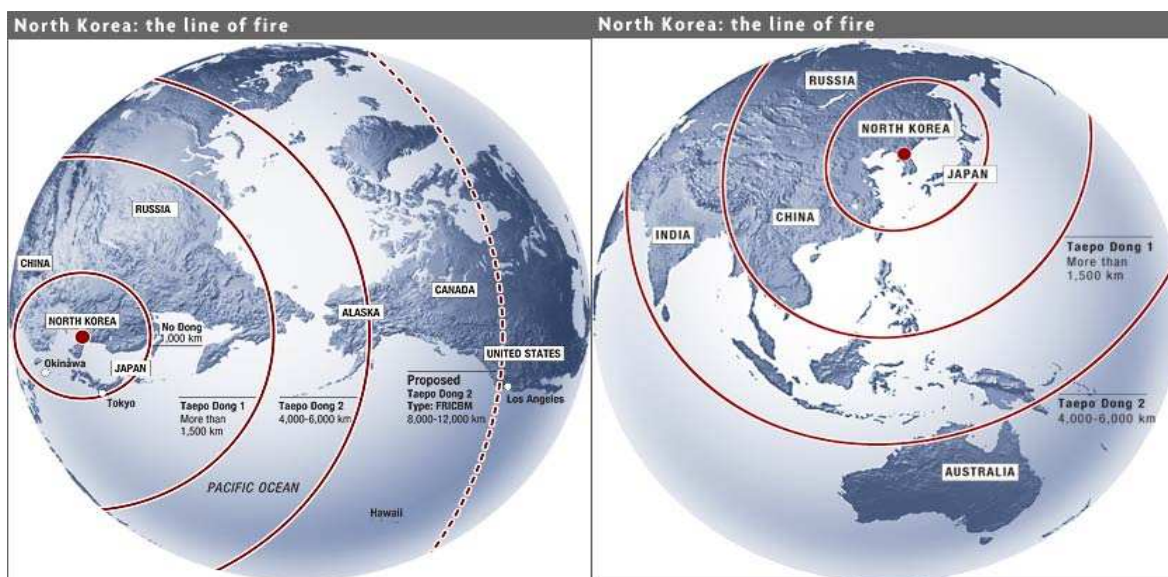 North Korea: the line of fire
RUSSIA
CHINA
NORTH KOREA
No Dong
1,000 km
Okinawa
JAPAN
Tokyo
ALASKA
CANADA
UNITED STATES
Los Angeles
Taepo Dong 1
More than
1,500 km
Taepo Dong 2
4,000-6,000 km
Proposed
Taepo Dong 2
Type: FRICBM
8,000-12,000 km
PACIFIC OCEAN
Hawaii
North Korea: the line of fire
RUSSIA
NORTH KOREA
JAPAN
CHINA
INDIA
Taepo Dong 1
More than
1,500 km
Taepo Dong 2
4,000-6,000 km
AUSTRALIA